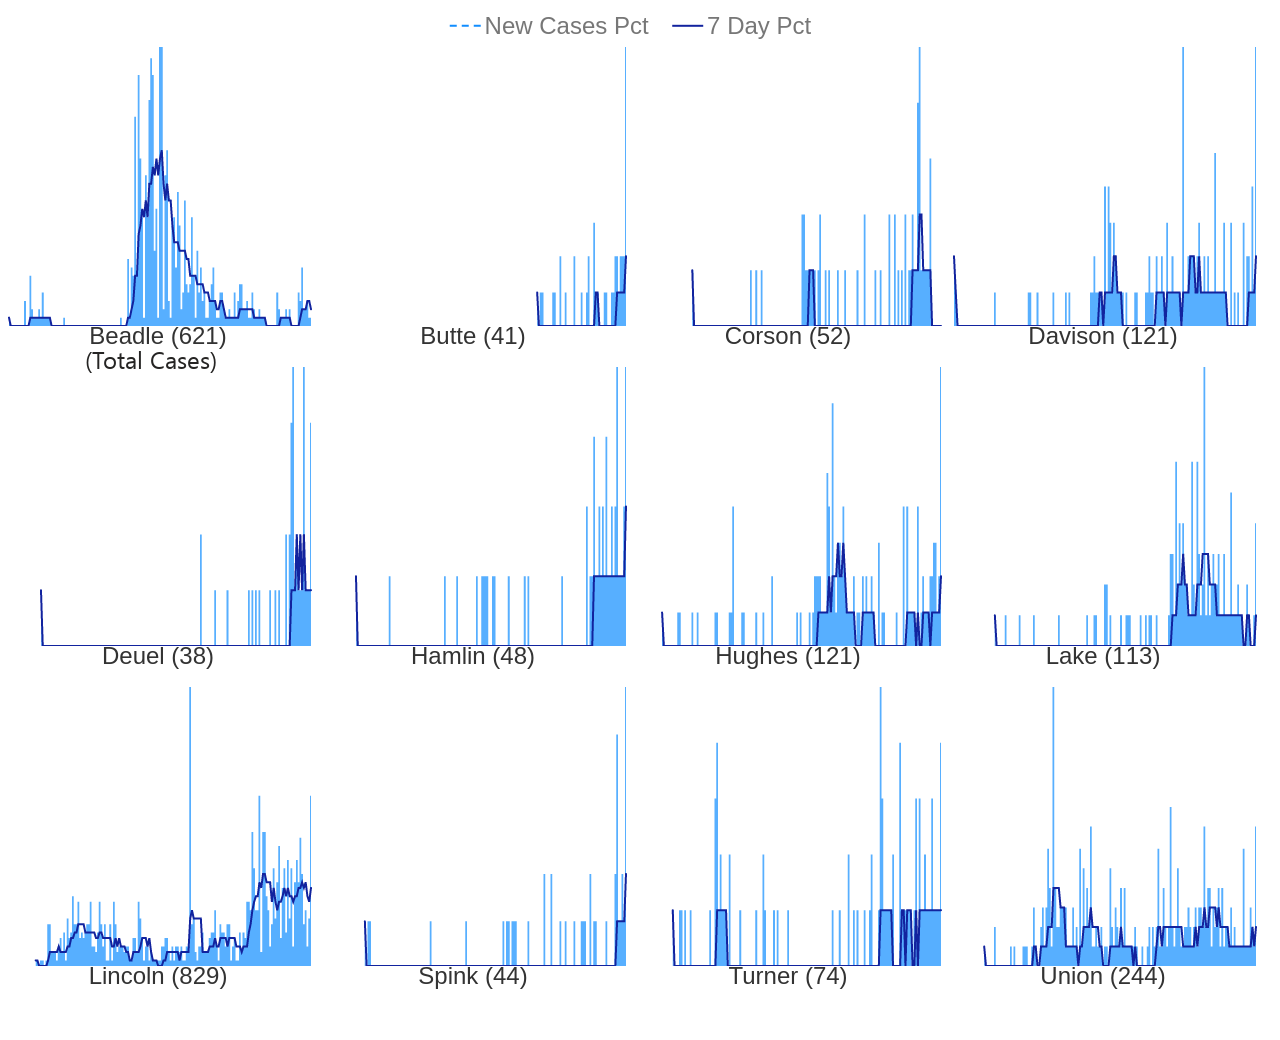 New Cases Pct 7 Day Pct
Beadle (621) Butte (41) Corson (52) Davison (121)
(Total Cases)
Deuel (38) Hamlin (48) Hughes (121) Lake (113)
Lincoln (829) Spink (44) Turner (74) Union (244)